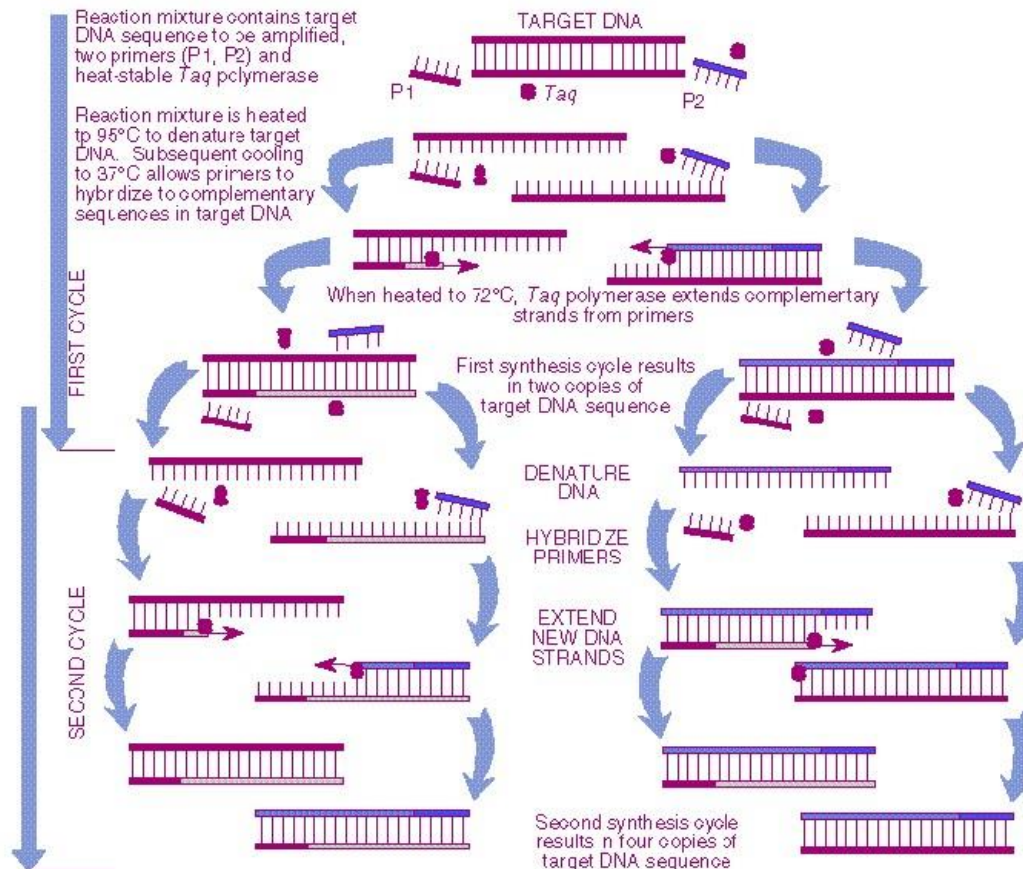 Reaction mixture contains target
DNA sequence to be amplified,
two primers (P1, P2) and
heat-stable Taq polymerase
TARGET DNA
P1
Taq
P2
Reaction mixture is heated
tp 95°C to denature target
DNA. Subsequent cooling
to 37°C allows primers to
hybridize to complementary
sequences in target DNA
When heated to 72°C, Taq polymerase extends complementary
strands from primers
FIRST CYCLE
First synthesis cycle results
in two copies of
target DNA sequence
DENATURE
DNA
HYBRIDZE
PRIMERS
SECOND CYCLE
EXTEND
NEW DNA
STRANDS
Second synthesis cycle
results n four copies of
target DNA sequence